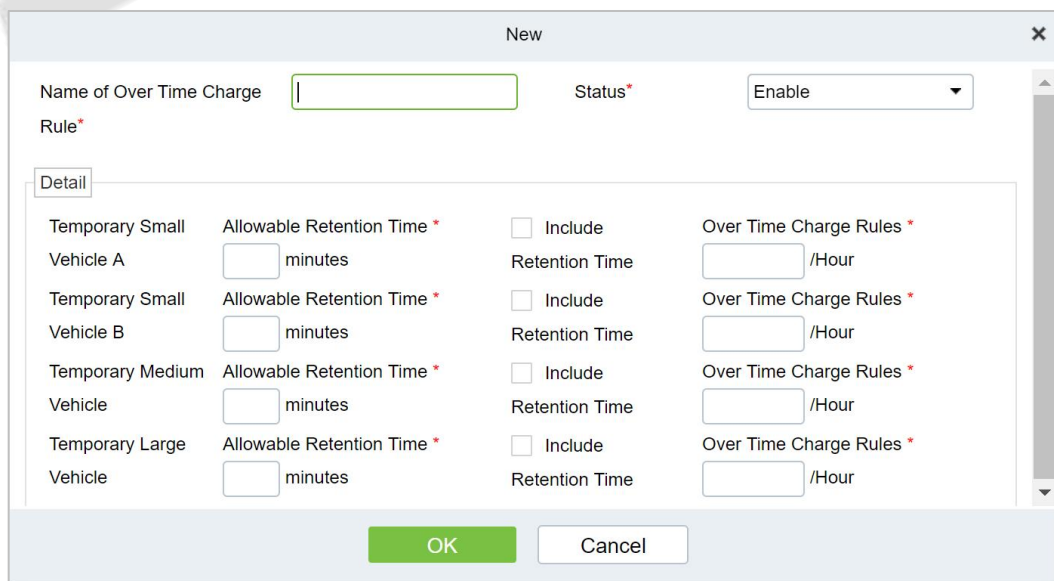 New
Name of Over Time Charge Rule*
Status*
Enable
Detail
Temporary Small Vehicle A
Allowable Retention Time *
minutes
Include Retention Time
Over Time Charge Rules *
/Hour
Temporary Small Vehicle B
Allowable Retention Time *
minutes
Include Retention Time
Over Time Charge Rules *
/Hour
Temporary Medium Vehicle
Allowable Retention Time *
minutes
Include Retention Time
Over Time Charge Rules *
/Hour
Temporary Large Vehicle
Allowable Retention Time *
minutes
Include Retention Time
Over Time Charge Rules *
/Hour
OK
Cancel